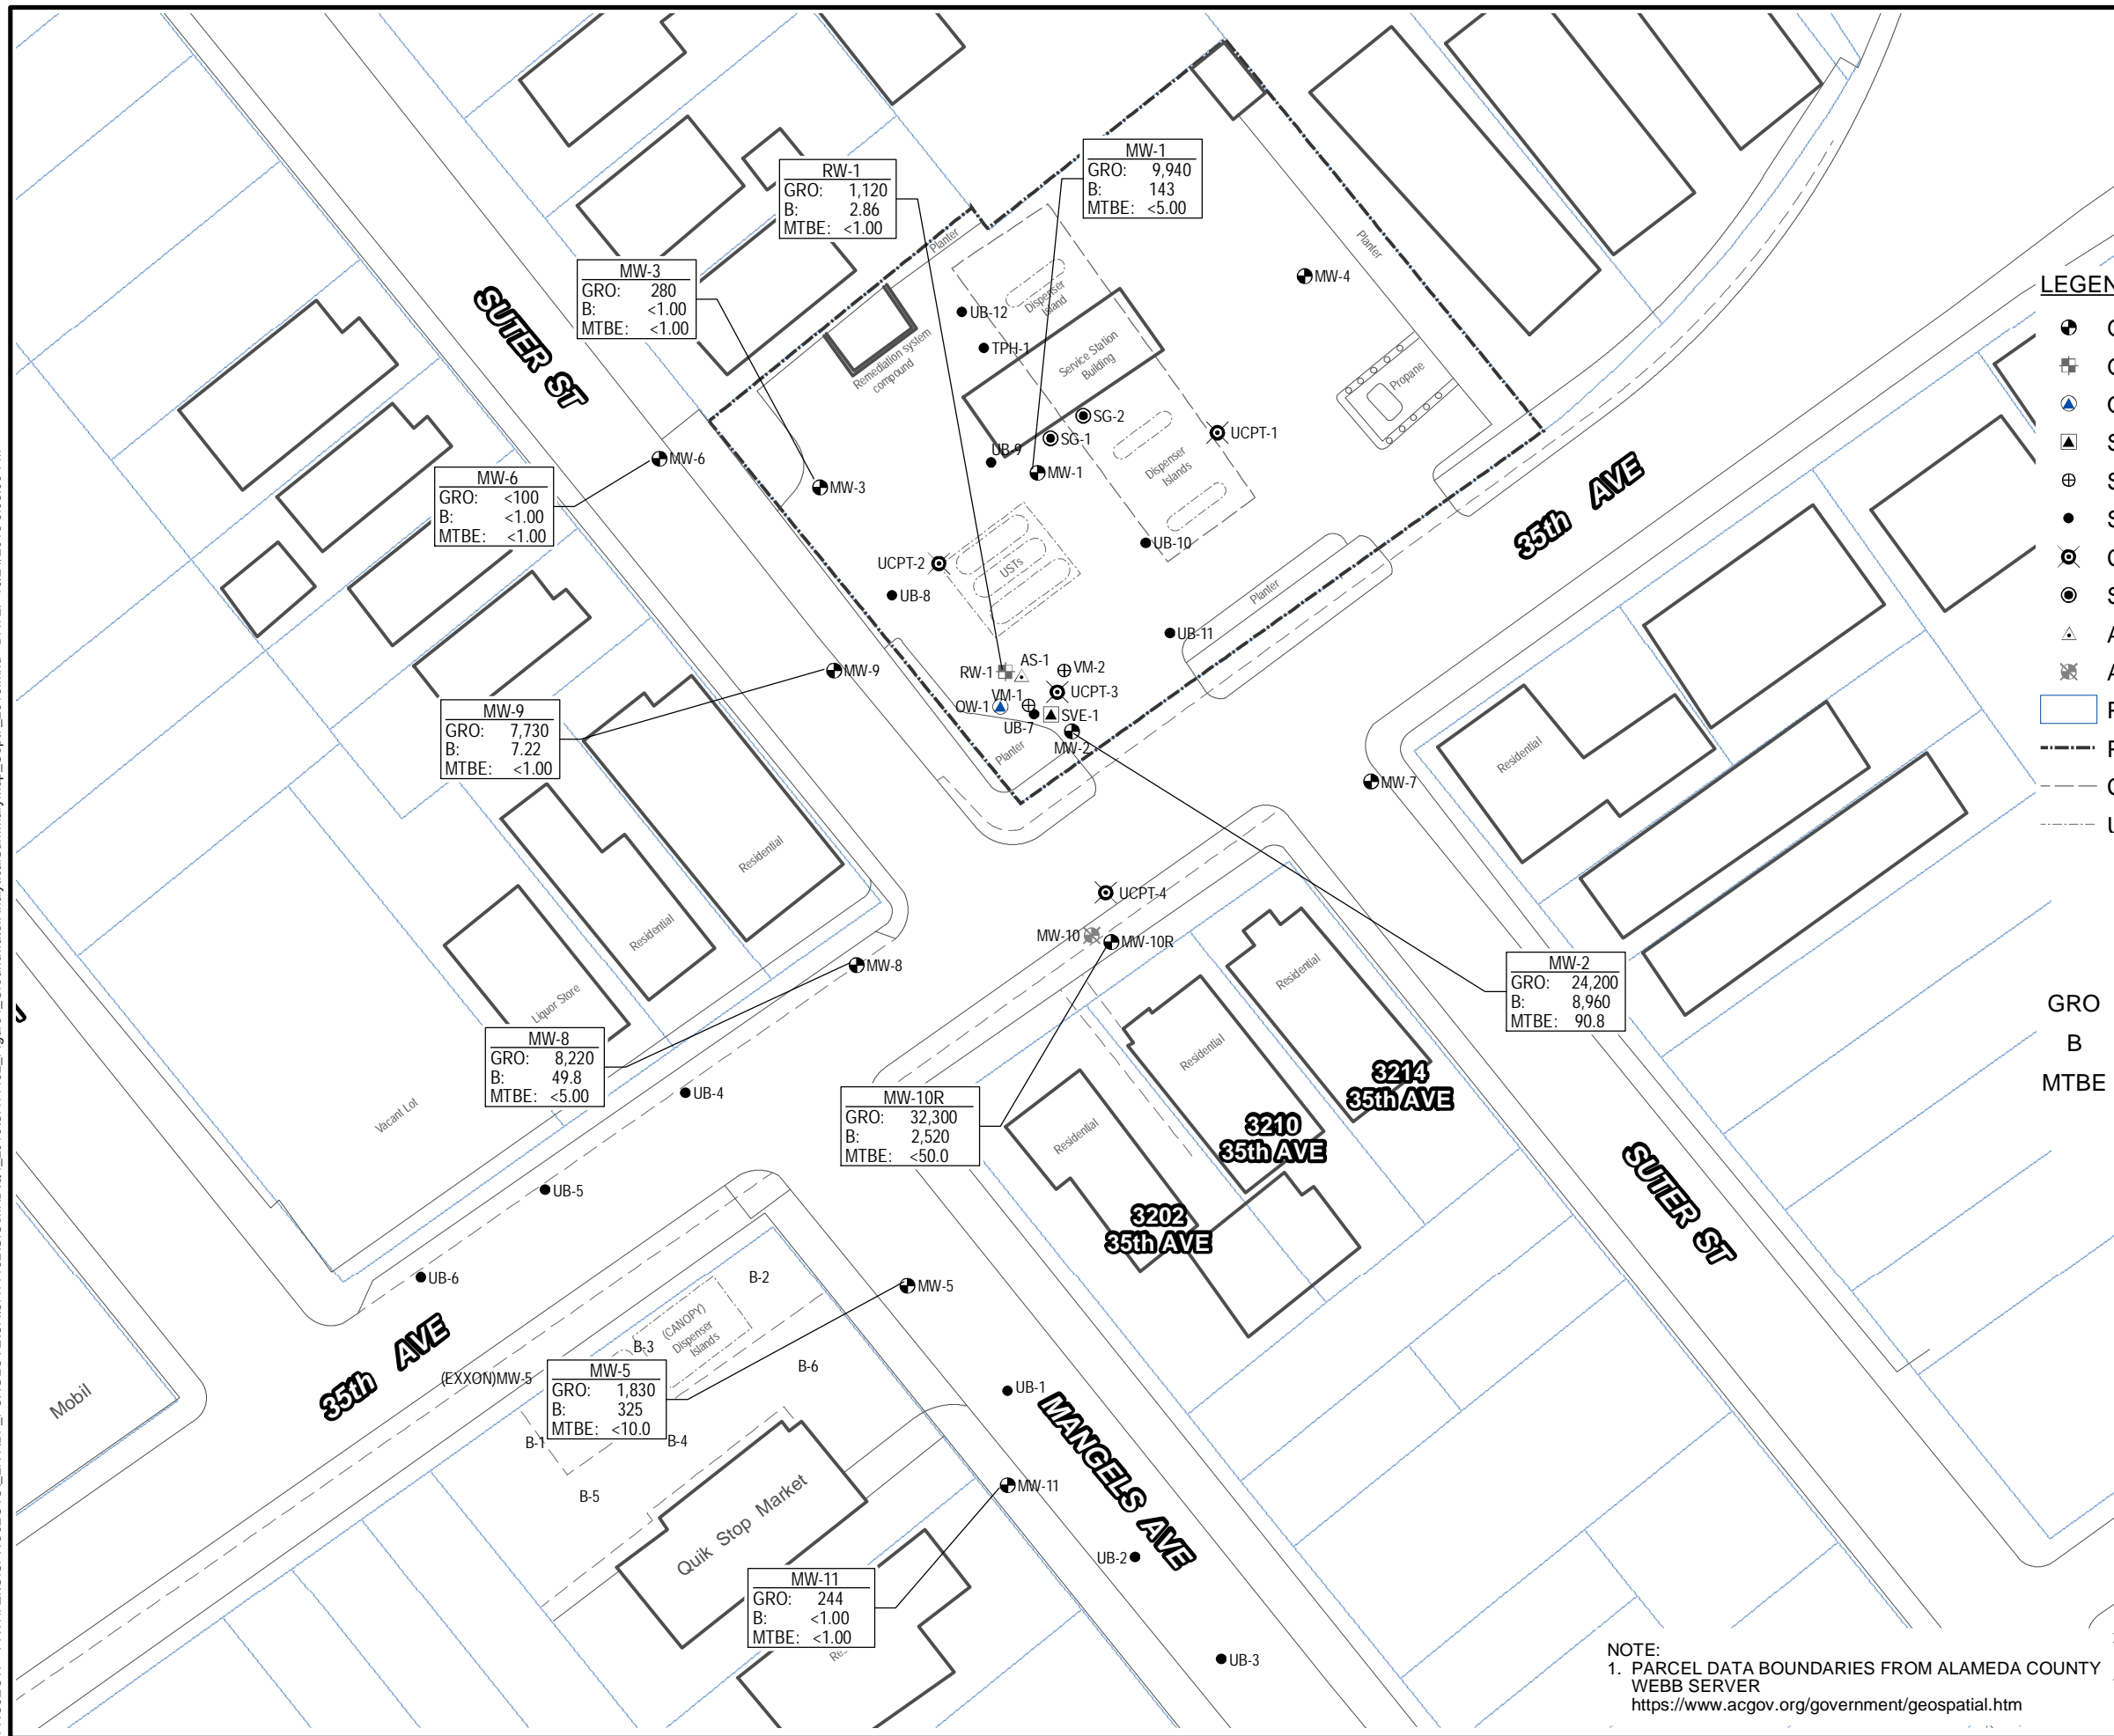 RW-1
GRO: 1,120
B: 2.86
MTBE: <1.00
MW-1
GRO: 9,940
B: 143
MTBE: <5.00
MW-3
GRO: 280
B: <1.00
MTBE: <1.00
MW-6
GRO: <100
B: <1.00
MTBE: <1.00
MW-9
GRO: 7,730
B: 7.22
MTBE: <1.00
MW-8
GRO: 8,220
B: 49.8
MTBE: <5.00
MW-10R
GRO: 32,300
B: 2,520
MTBE: <50.0
MW-2
GRO: 24,200
B: 8,960
MTBE: 90.8
MW-5
GRO: 1,830
B: 325
MTBE: <10.0
MW-11
GRO: 244
B: <1.00
MTBE: <1.00
SUTER ST
Planter
Planter
MW-4
UB-12
Dispenser
Island
TPH-1
Remediation system
compound
Service Station
Building
Propane
SG-2
SG-1
UCPT-1
UB-9
MW-1
MW-6
MW-3
Dispenser
Islands
35th AVE
UB-10
UCPT-2
USTs
UB-8
Planter
UB-11
MW-9
RW-1
AS-1
VM-2
UCPT-3
VM-1
OW-1
SVE-1
UB-7
MW-2
Planter
MW-7
Residential
Residential
Residential
Liquor Store
Vacant Lot
UCPT-4
MW-10
MW-10R
MW-8
Residential
Residential
Residential
3214
35th AVE
3210
35th AVE
3202
35th AVE
SUTER ST
UB-4
UB-5
UB-6
35th AVE
Mobil
B-2
(CANOPY)
Dispenser
Islands
B-3
B-6
(EXXON)MW-5
B-1
B-4
B-5
MW-5
UB-1
MANGELS AVE
MW-11
Quik Stop Market
UB-2
UB-3
GRO
B
MTBE
NOTE:
1. PARCEL DATA BOUNDARIES FROM ALAMEDA COUNTY
WEBB SERVER
https://www.acgov.org/government/geospatial.htm